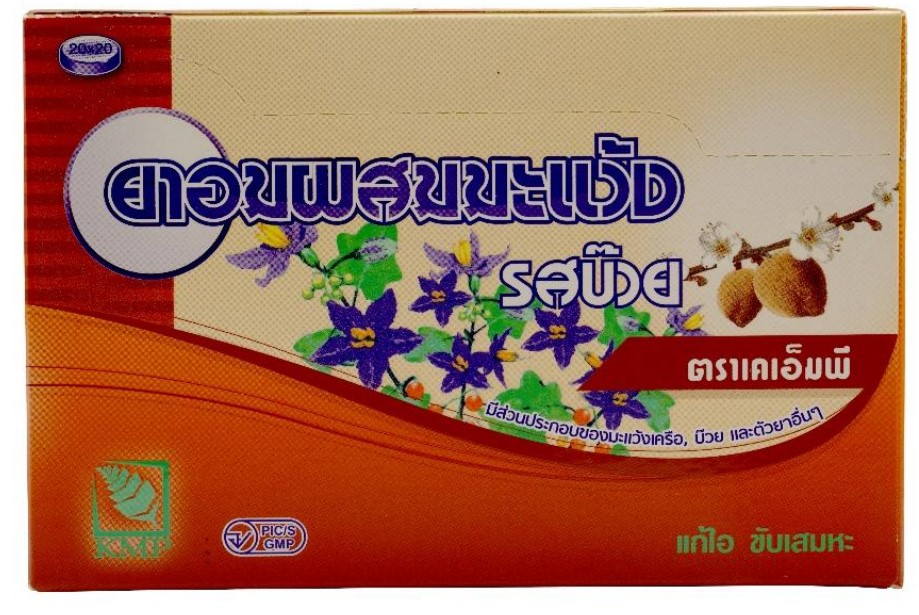 20x20
ยาอมผสมมะแว้ง
รสบ๊วย
ตราเคเอ็มพี
มีส่วนประกอบของมะแว้งเครือ, บ๊วย และตัวยาอื่นๆ
KMP
PIC/S
GMP
แก้ไอ ขับเสมหะ